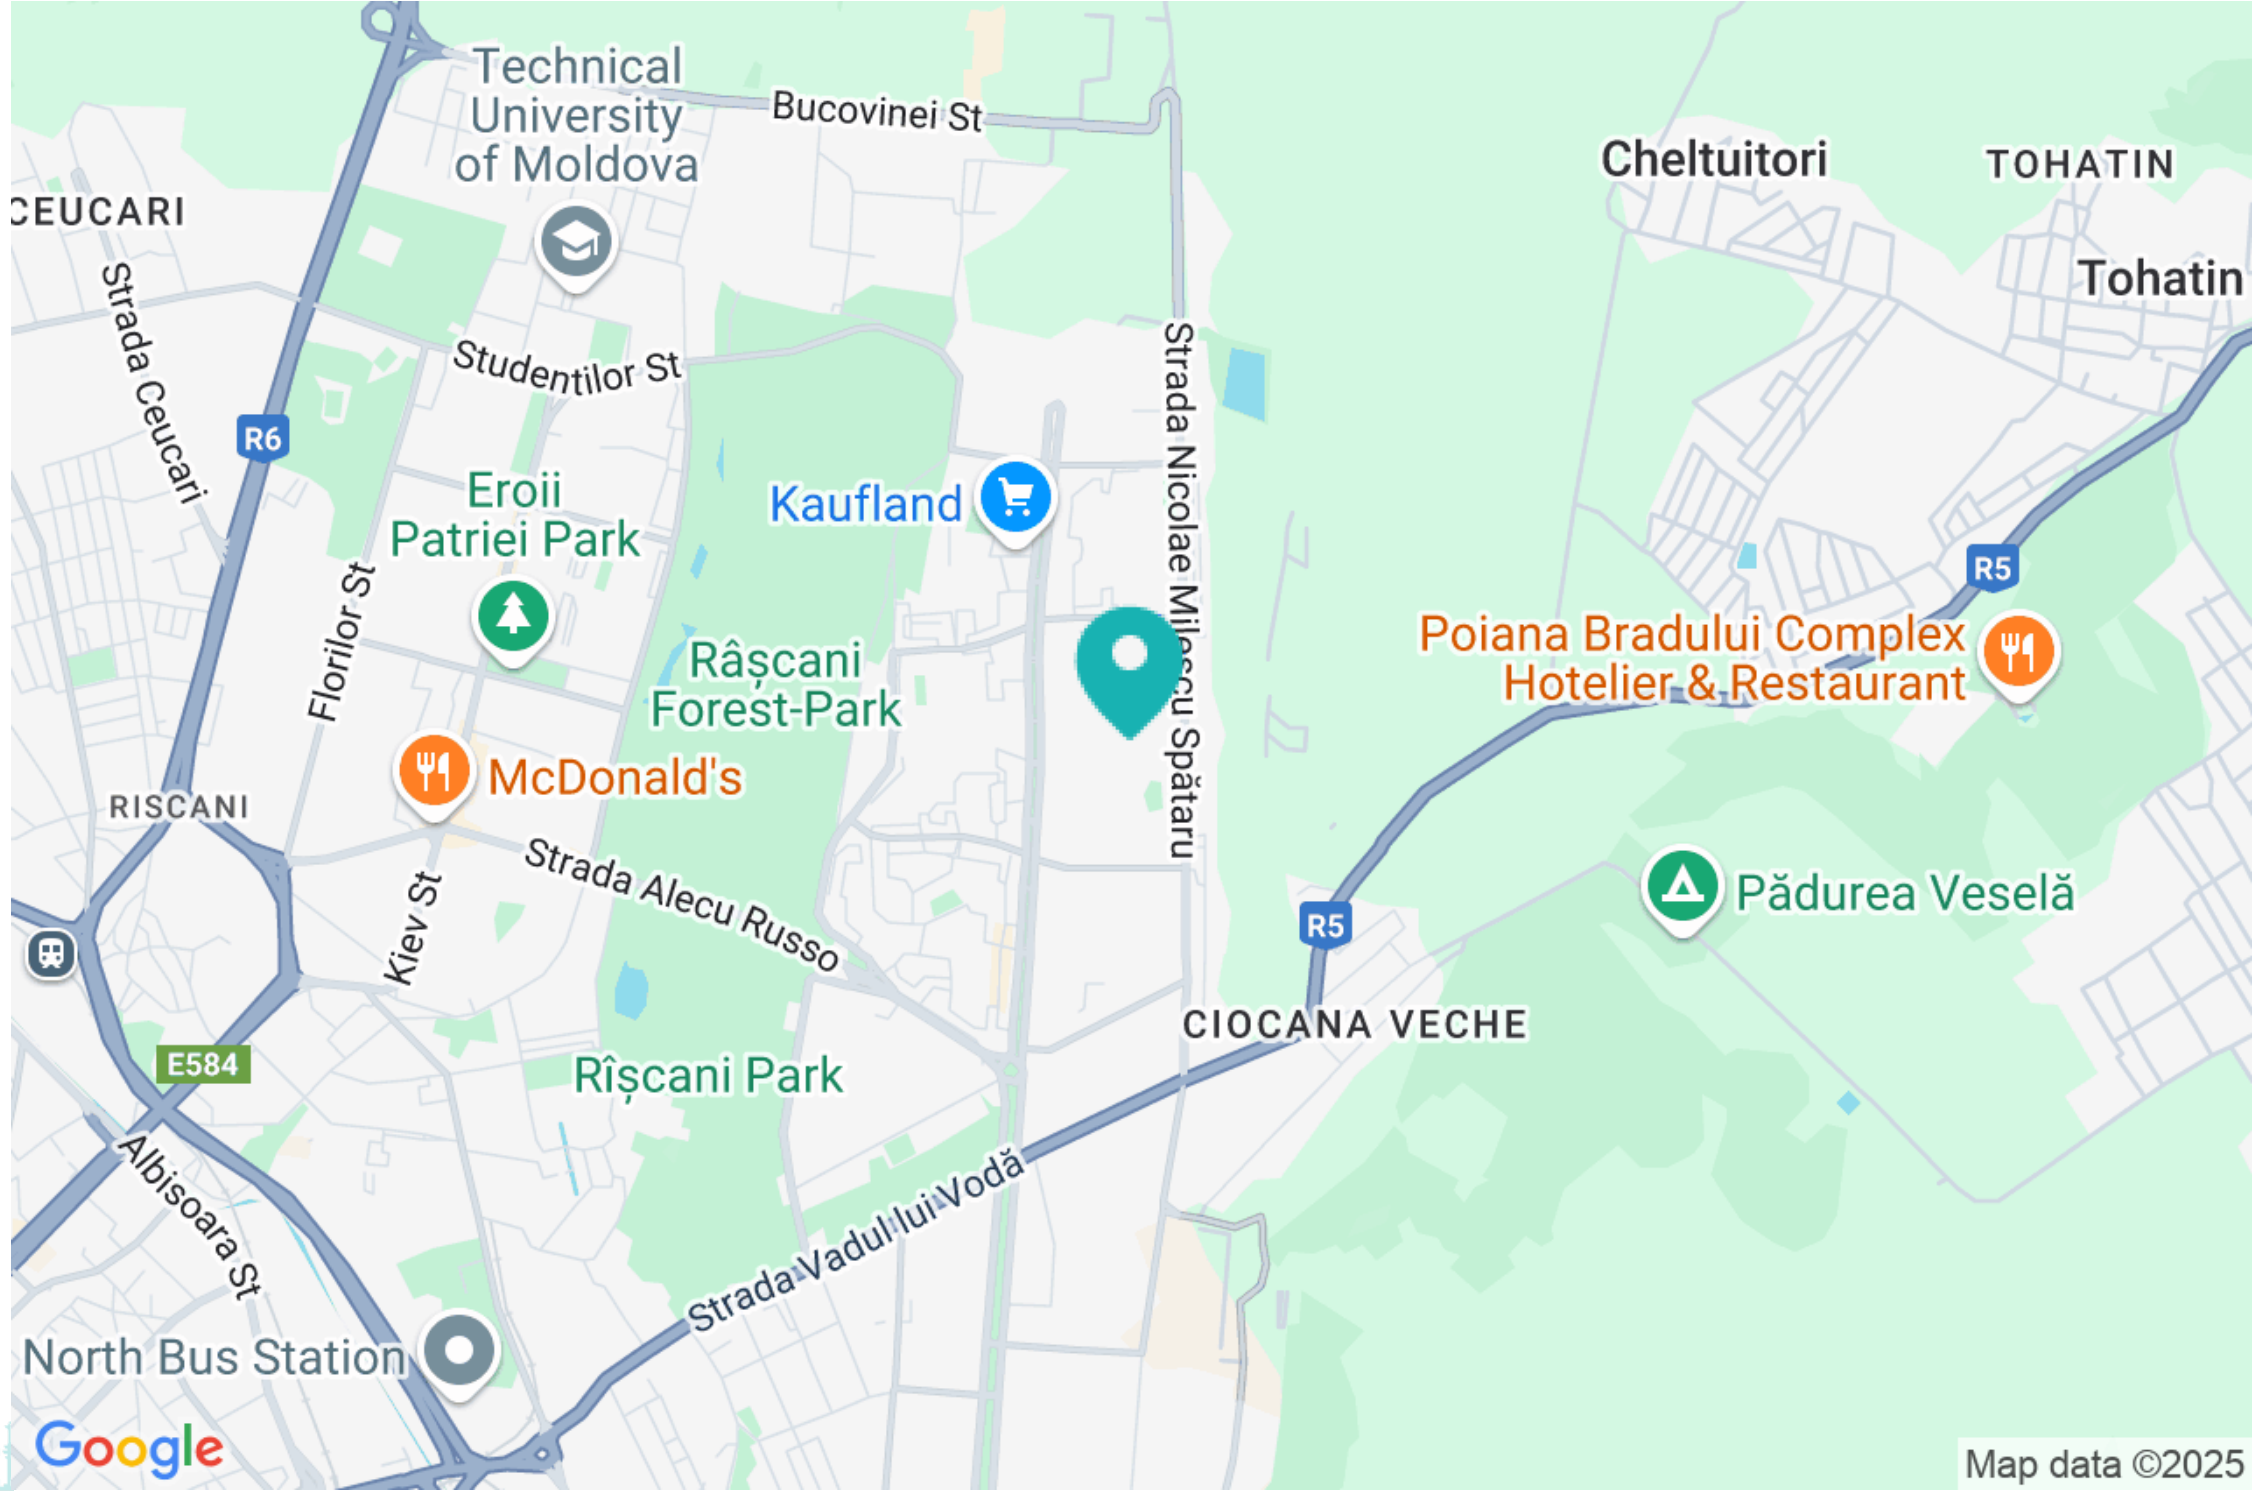 Technical
University
of Moldova
Bucovinei St
Cheltuitori
TOHATIN
CEUCARI
Tohatin
Strada Ceucari
Studentilor St
Strada Nicolae Milescu Spătaru
R6
Eroii
Patriei Park
Kaufland
R5
Florilor St
Râșcani
Forest-Park
Poiana Bradului Complex
Hotelier & Restaurant
McDonald's
RISCANI
Strada Alecu Russo
Kiev St
Pădurea Veselă
R5
CIOCANA VECHE
E584
Rîșcani Park
Albisoara St
Strada Vadul lui Vodă
North Bus Station
Google
Map data ©2025